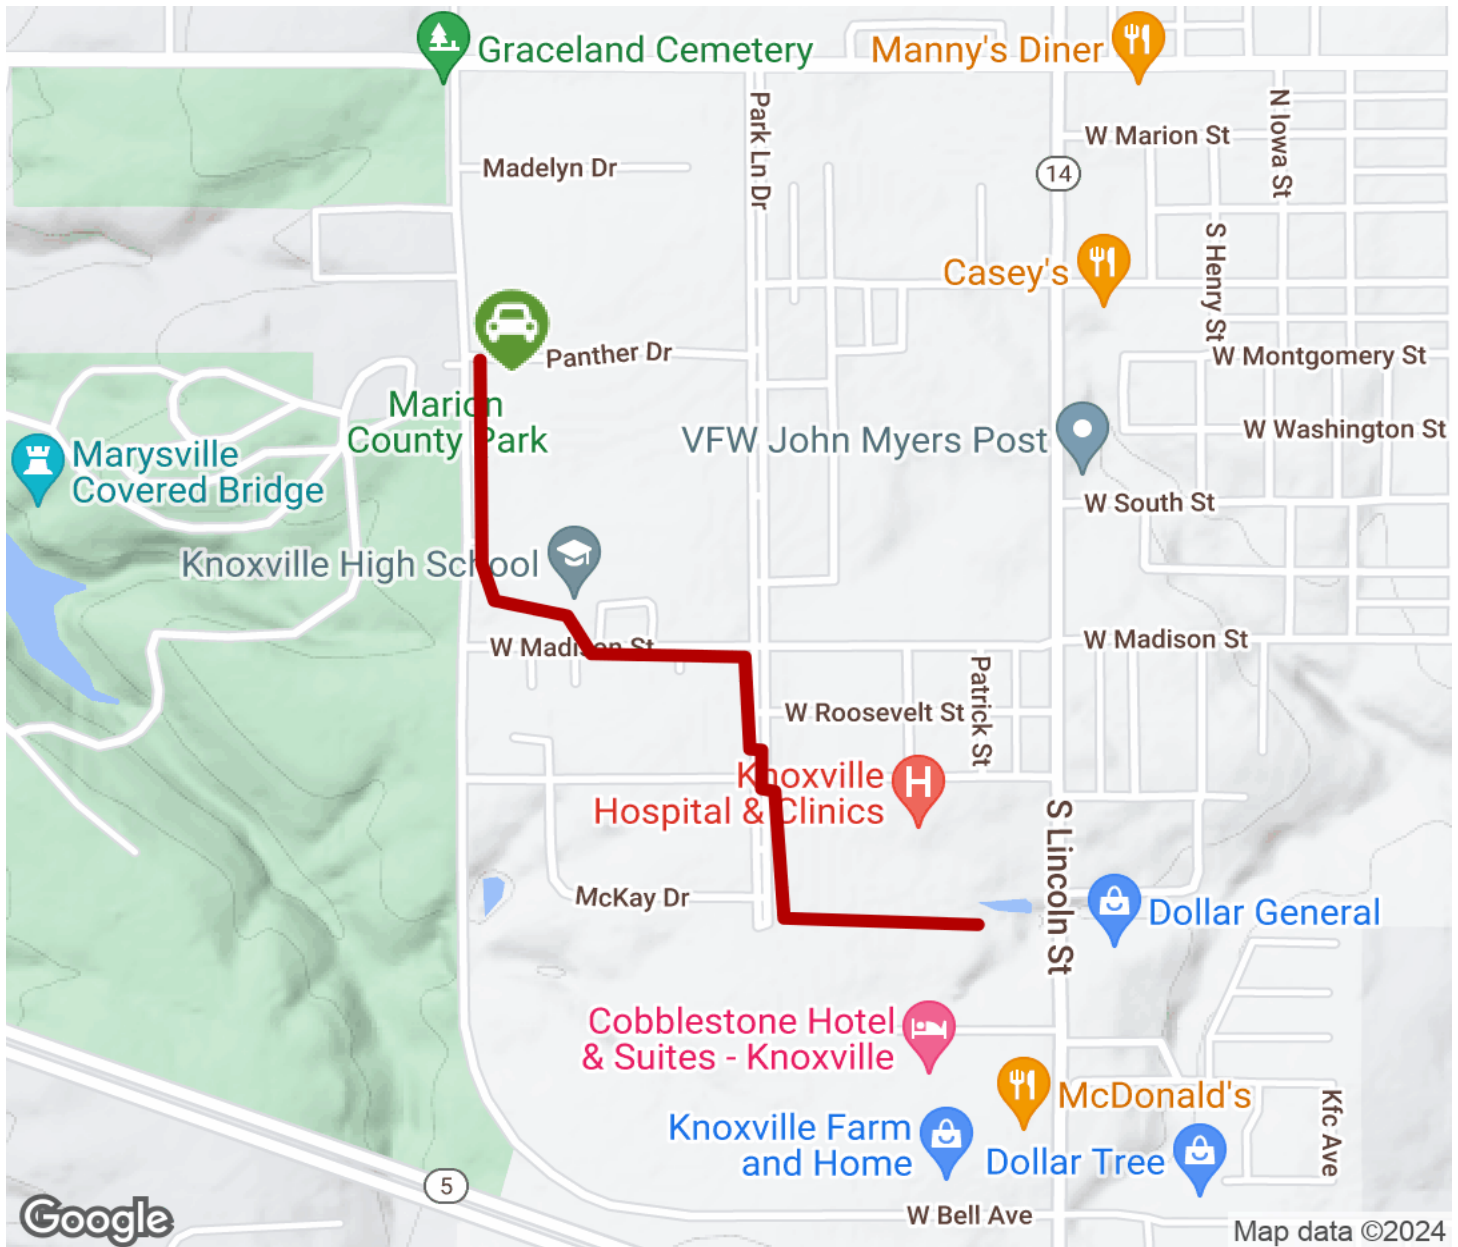 Graceland Cemetery
Manny's Diner
Park Ln Dr
N Iowa St
W Marion St
Madelyn Dr
14
S Henry St
Casey's
Panther Dr
W Montgomery St
Marion
County Park
VFW John Myers Post
W Washington St
Marysville
Covered Bridge
W South St
Knoxville High School
W Madison St
W Madison St
Patrick St
W Roosevelt St
Knoxville
Hospital & Clinics
S Lincoln St
McKay Dr
Dollar General
Cobblestone Hotel
& Suites - Knoxville
McDonald's
Kfc Ave
Knoxville Farm
and Home
Dollar Tree
5
W Bell Ave
Google
Map data ©2024